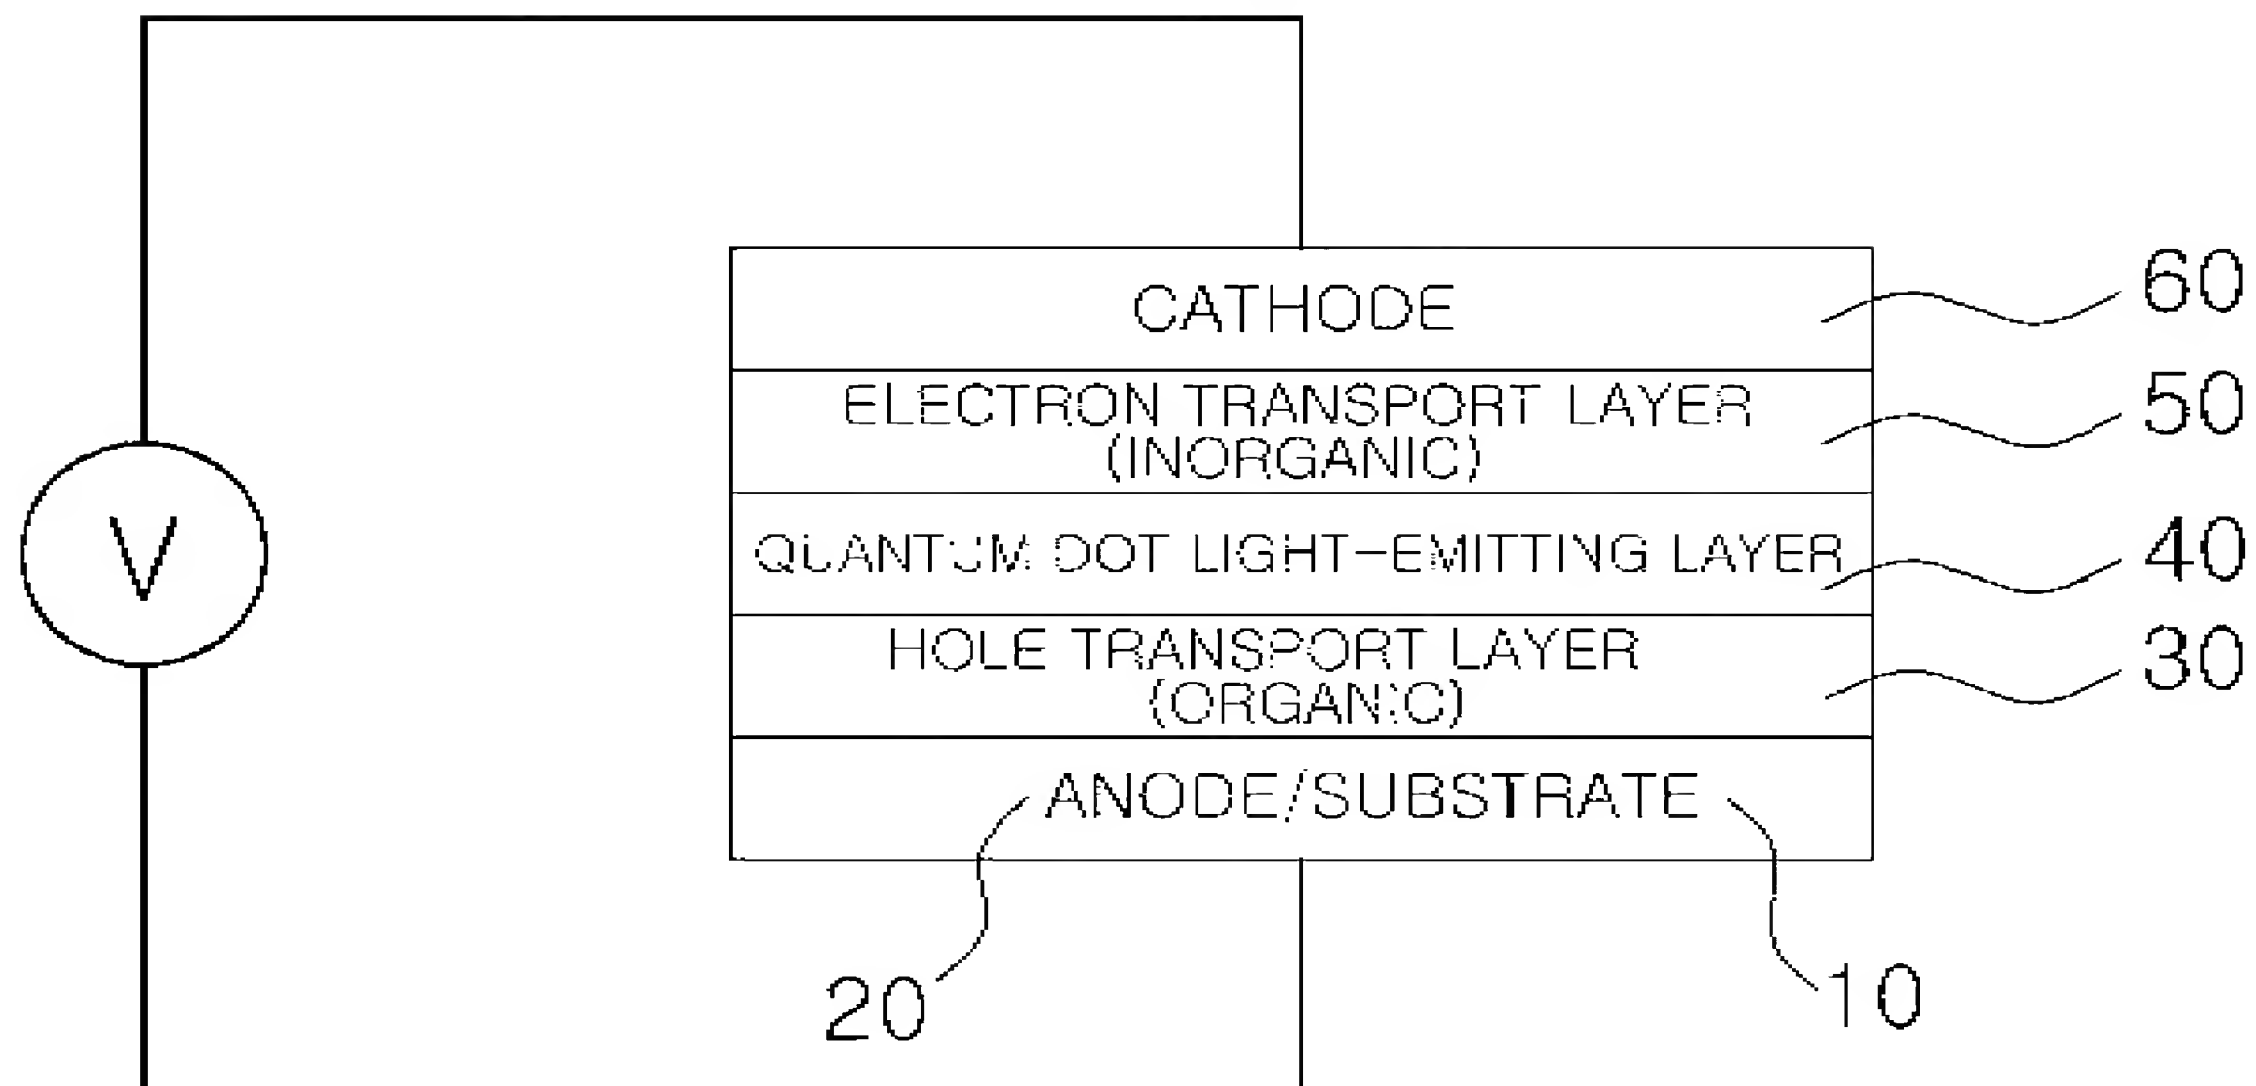 CATHODE
60
ELECTRON TRANSPORT LAYER
(INORGANIC)
50
V
QUANTUM DOT LIGHT-EMITTING LAYER
40
HOLE TRANSPORT LAYER
(ORGANIC)
30
ANODE/SUBSTRATE
20
10